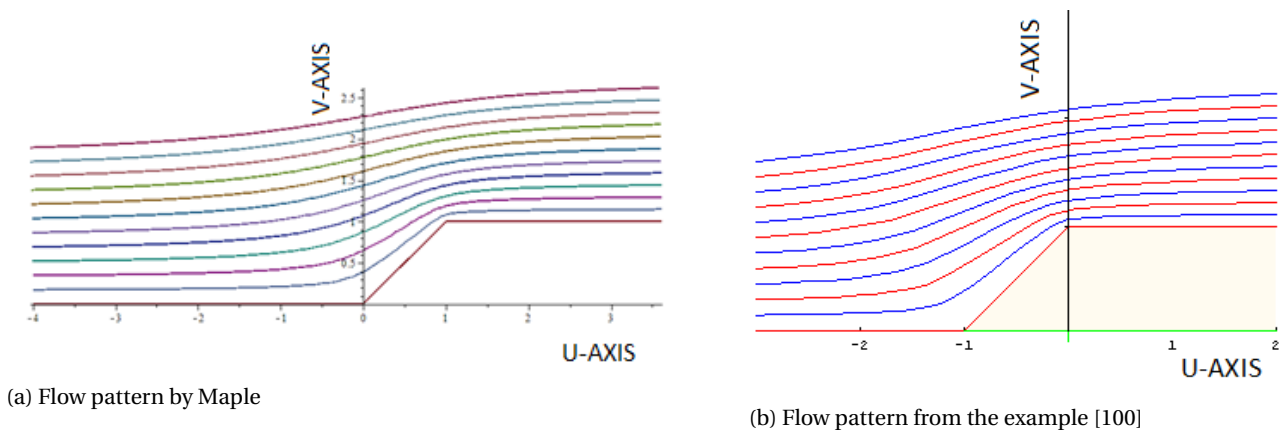 V-AXIS
2.5
2
1.5
1
0.5
-4 -3 -2 -1 0 1 2 3
U-AXIS
(a) Flow pattern by Maple
V-AXIS
-2 -1 1 2
U-AXIS
(b) Flow pattern from the example [100]